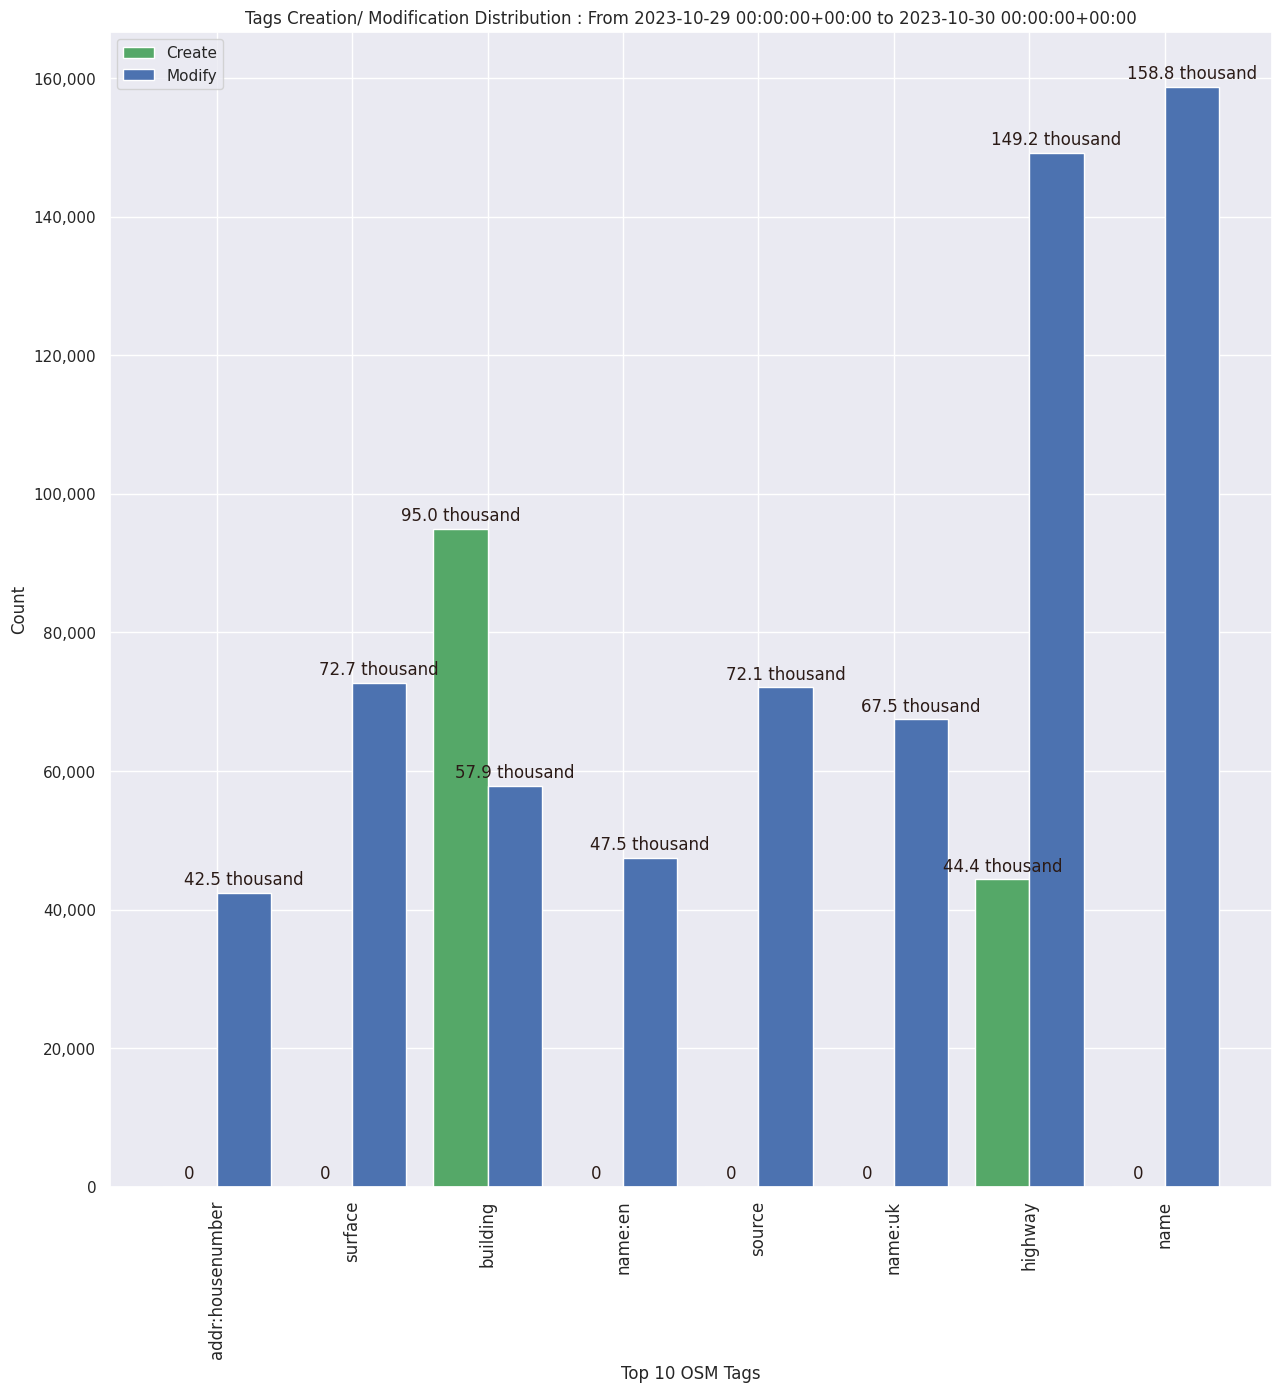 Tags Creation/ Modification Distribution : From 2023-10-29 00:00:00+00:00 to 2023-10-30 00:00:00+00:00
Create
Modify
160,000
140,000
120,000
100,000
80,000
60,000
40,000
20,000
0
Count
0
42.5 thousand
0
72.7 thousand
95.0 thousand
57.9 thousand
0
47.5 thousand
0
72.1 thousand
0
67.5 thousand
44.4 thousand
149.2 thousand
0
158.8 thousand
addr:housenumber
surface
building
name:en
source
name:uk
highway
name
Top 10 OSM Tags